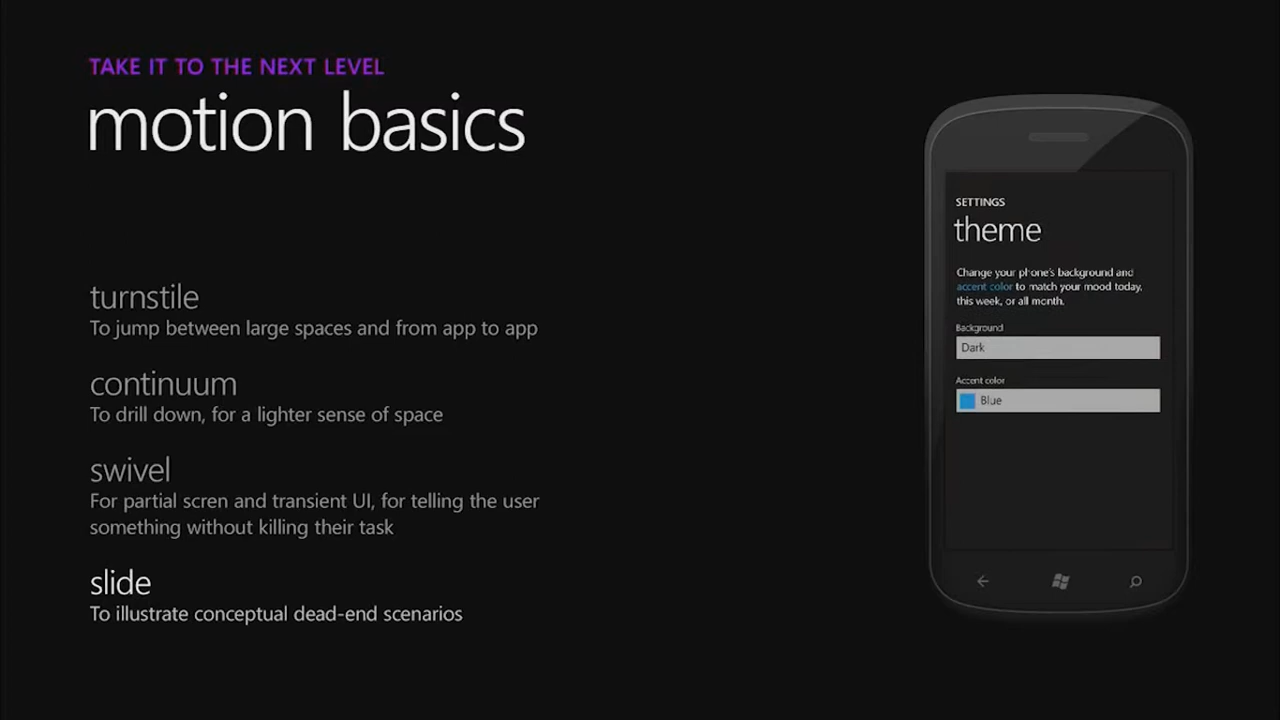 TAKE IT TO THE NEXT LEVEL
motion basics
turnstile
To jump between large spaces and from app to app
continuum
To drill down, for a lighter sense of space
swivel
For partial scren and transient UI, for telling the user
something without killing their task
slide
To illustrate conceptual dead-end scenarios
SETTINGS
theme
Change your phone's background and
accent color to match your mood today,
this week, or all month.
Background
Dark
Accent color
Blue